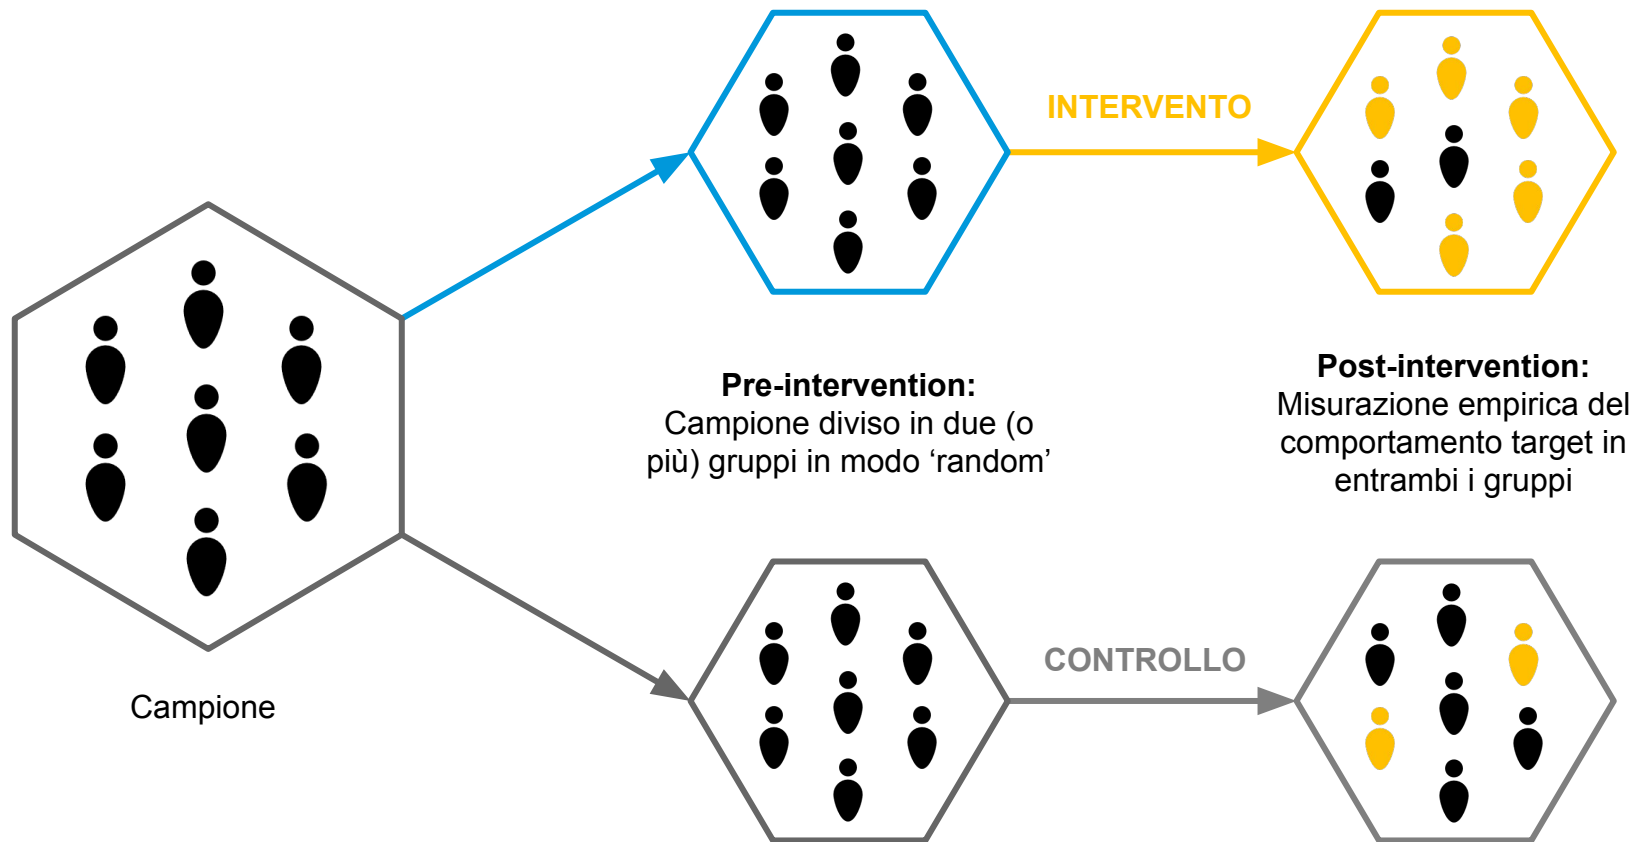 INTERVENTO
Pre-intervention:
Campione diviso in due (o
più) gruppi in modo ‘random’
Post-intervention:
Misurazione empirica del
comportamento target in
entrambi i gruppi
CONTROLLO
Campione